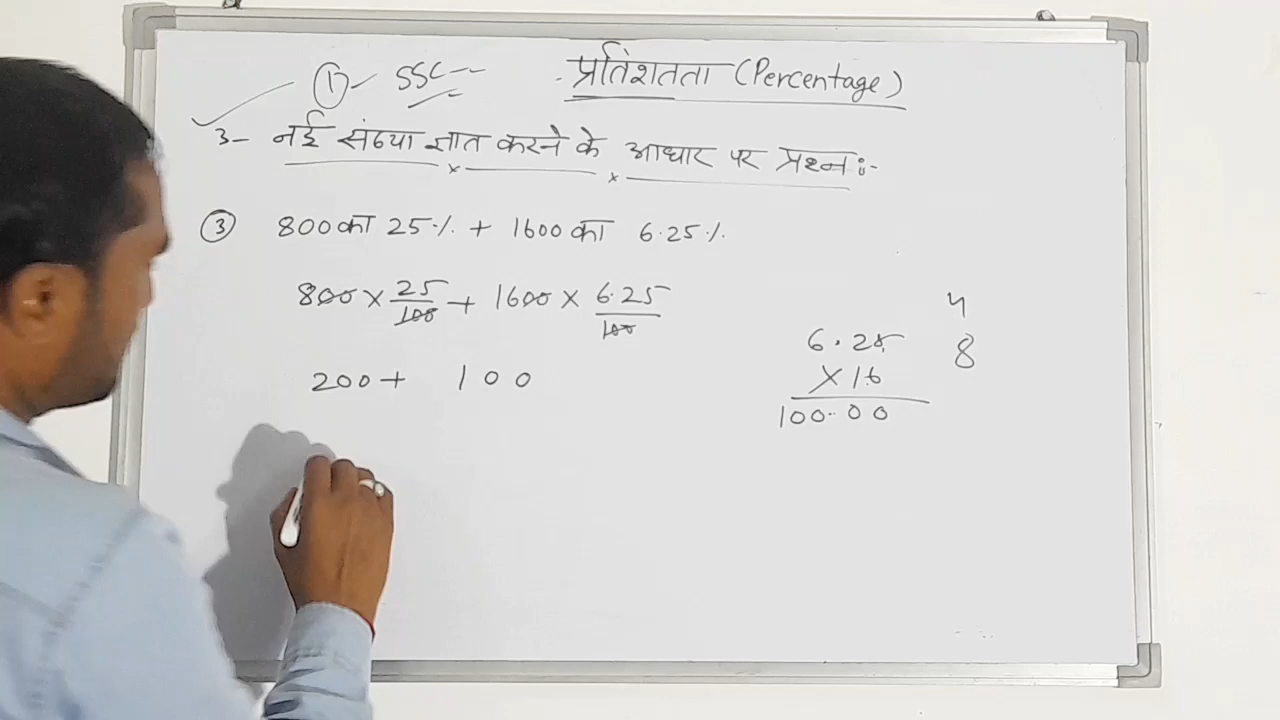 ① SSC--
प्रतिशतता (Percentage)
3- नई संख्या ज्ञात करने के आधार पर प्रश्न:-
③ 800 का 25% + 1600 का 6.25%
800 × 25/100 + 1600 × 6.25/100
200 + 100
6.25
×16
100.00
4
8